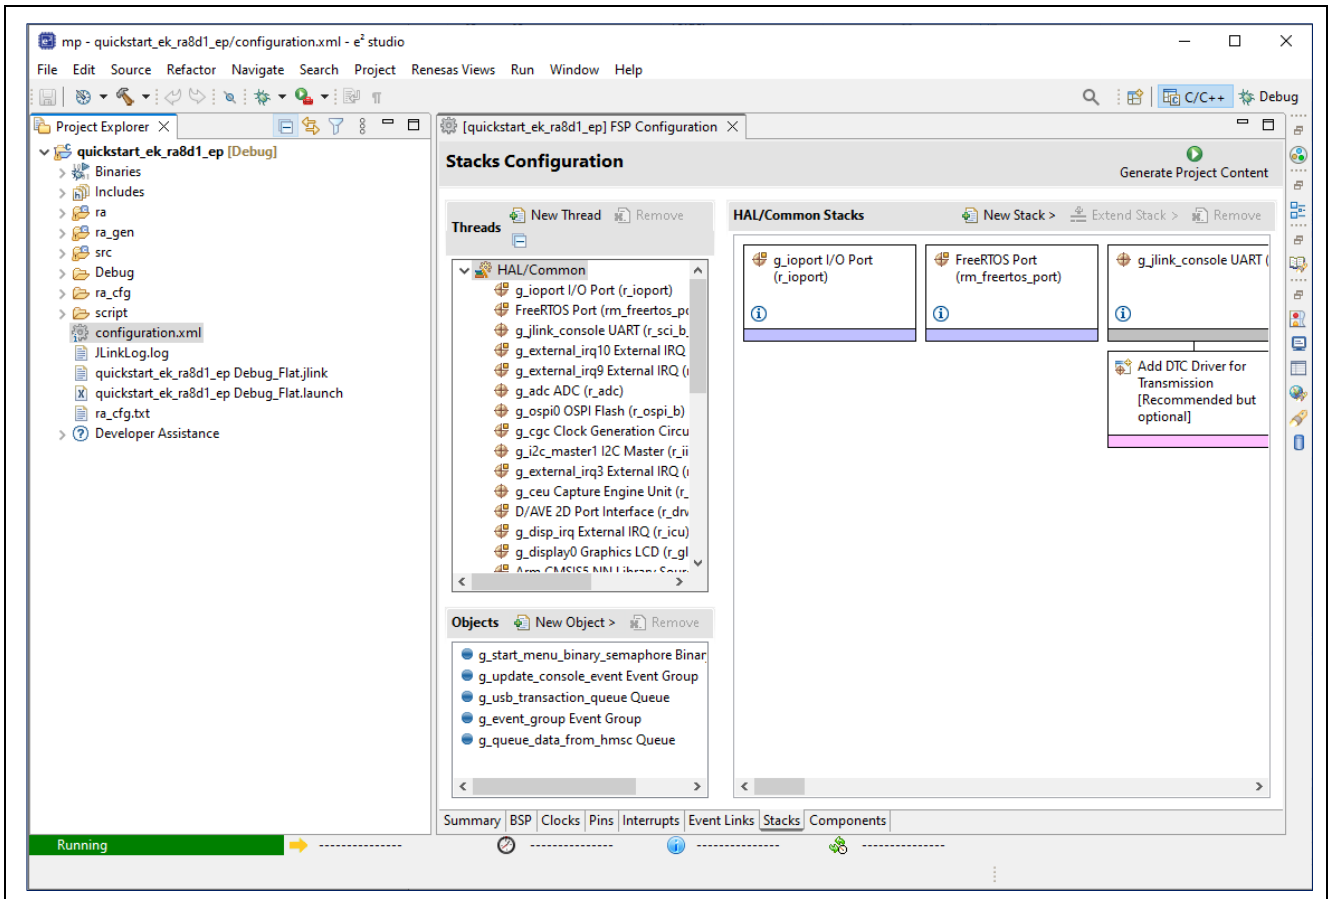 mp - quickstart_ek_ra8d1_ep/configuration.xml - e² studio
File Edit Source Refactor Navigate Search Project Renesas Views Run Window Help
C/C++ Debug
Project Explorer
quickstart_ek_ra8d1_ep [Debug]
Binaries
Includes
ra
ra_gen
src
Debug
ra_cfg
script
configuration.xml
JLinkLog.log
quickstart_ek_ra8d1_ep Debug_Flat.jlink
quickstart_ek_ra8d1_ep Debug_Flat.launch
ra_cfg.txt
Developer Assistance
[quickstart_ek_ra8d1_ep] FSP Configuration
Stacks Configuration
Generate Project Content
Threads
New Thread Remove
HAL/Common
g_ioport I/O Port (r_ioport)
FreeRTOS Port (rm_freertos_po
g_jlink_console UART (r_sci_b_
g_external_irq10 External IRQ
g_external_irq9 External IRQ (r
g_adc ADC (r_adc)
g_ospi0 OSPI Flash (r_ospi_b)
g_cgc Clock Generation Circu
g_i2c_master1 I2C Master (r_ii
g_external_irq3 External IRQ (r
g_ceu Capture Engine Unit (r_
D/AVE 2D Port Interface (r_drv
g_disp_irq External IRQ (r_icu)
g_display0 Graphics LCD (r_gl
Arm CMSIS5 NN Library Sour
Objects New Object > Remove
g_start_menu_binary_semaphore Binar
g_update_console_event Event Group
g_usb_transaction_queue Queue
g_event_group Event Group
g_queue_data_from_hmsc Queue
HAL/Common Stacks New Stack > Extend Stack > Remove
g_ioport I/O Port
(r_ioport)
FreeRTOS Port
(rm_freertos_port)
g_jlink_console UART (
Add DTC Driver for
Transmission
[Recommended but
optional]
Summary BSP Clocks Pins Interrupts Event Links Stacks Components
Running --------------- -------------- -------------- --------------